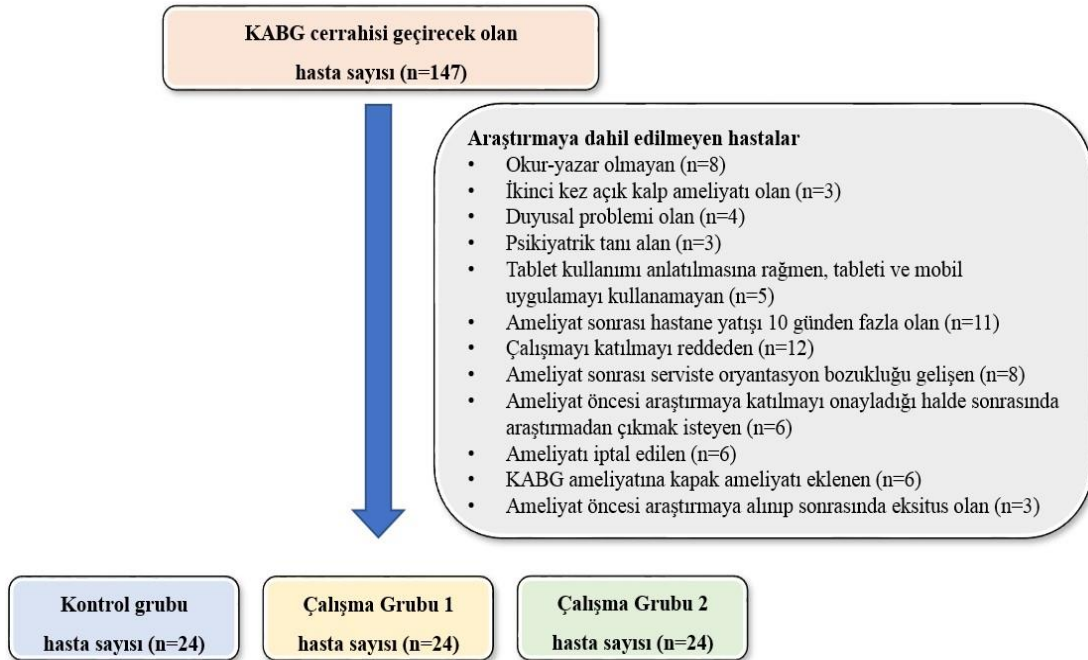 KABG cerrahisi geçirecek olan
hasta sayısı (n=147)
Araştırmaya dahil edilmeyen hastalar
• Okur-yazar olmayan (n=8)
• İkinci kez açık kalp ameliyatı olan (n=3)
• Duyusal problemi olan (n=4)
• Psikiyatrik tanı alan (n=3)
• Tablet kullanımı anlatılmasına rağmen, tableti ve mobil
uygulamayı kullanamayan (n=5)
• Ameliyat sonrası hastane yatışı 10 günden fazla olan (n=11)
• Çalışmayı katılmayı reddeden (n=12)
• Ameliyat sonrası serviste oryantasyon bozukluğu gelişen (n=8)
• Ameliyat öncesi araştırmaya katılmayı onayladığı halde sonrasında
araştırmadan çıkmak isteyen (n=6)
• Ameliyatı iptal edilen (n=6)
• KABG ameliyatına kapak ameliyatı eklenen (n=6)
• Ameliyat öncesi araştırmaya alınıp sonrasında eksitus olan (n=3)
Kontrol grubu
hasta sayısı (n=24)
Çalışma Grubu 1
hasta sayısı (n=24)
Çalışma Grubu 2
hasta sayısı (n=24)